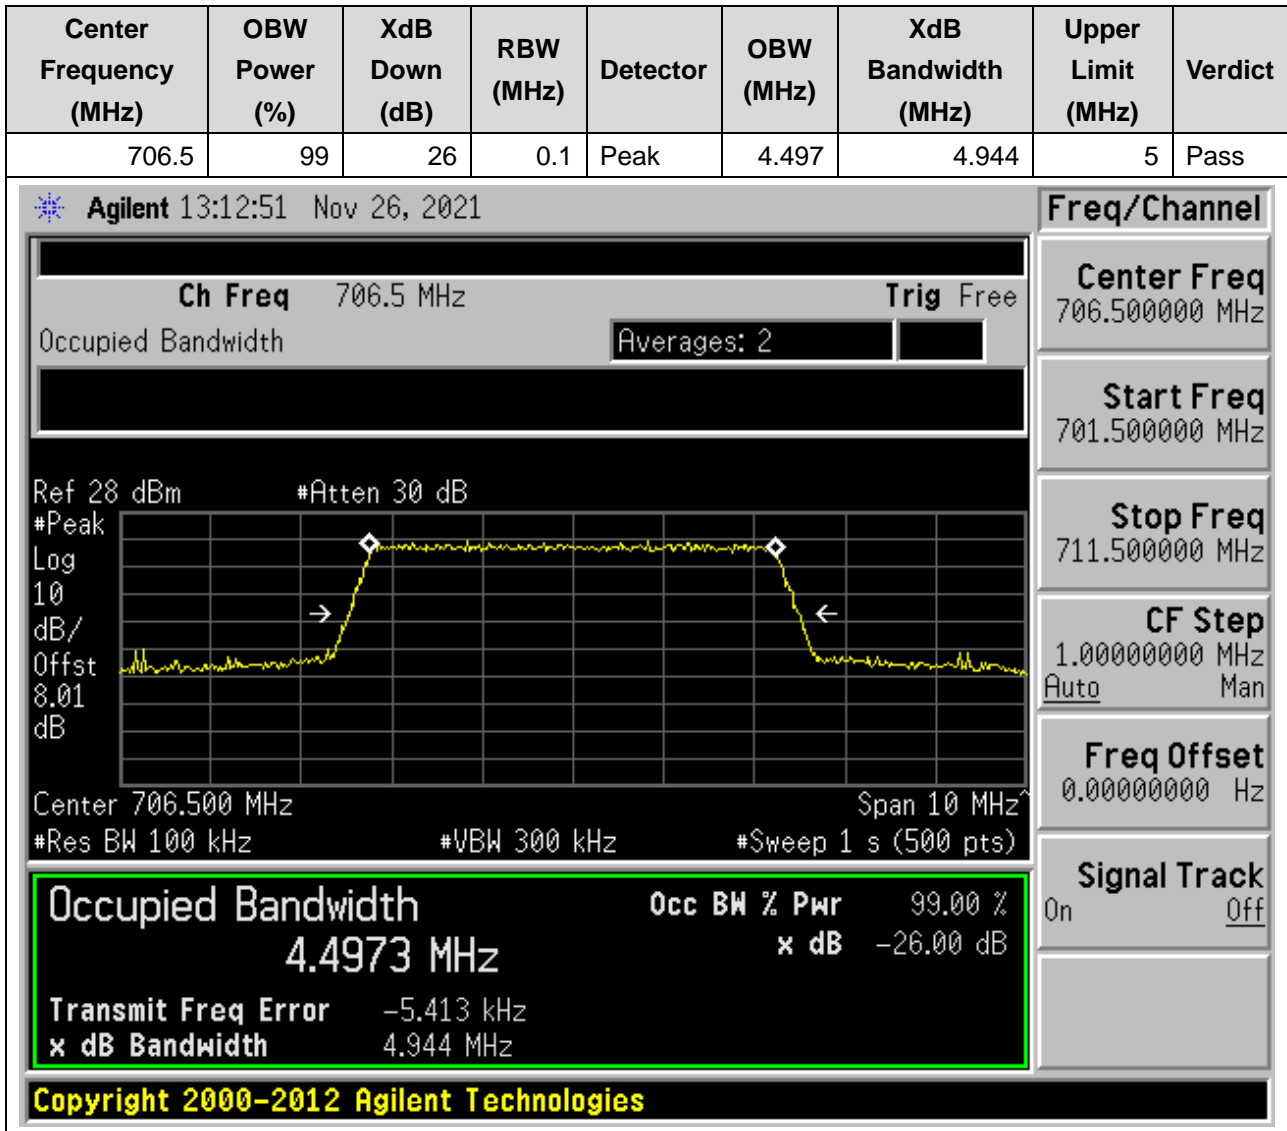 Center Frequency (MHz) OBW Power (%) XdB Down (dB) RBW (MHz) Detector OBW (MHz) XdB Bandwidth (MHz) Upper Limit (MHz) Verdict
706.5 99 26 0.1 Peak 4.497 4.944 5 Pass
Agilent 13:12:51 Nov 26, 2021
Freq/Channel
Ch Freq 706.5 MHz Trig Free
Occupied Bandwidth Averages: 2
Center Freq
706.500000 MHz
Start Freq
701.500000 MHz
Stop Freq
711.500000 MHz
CF Step
1.00000000 MHz
Auto Man
Freq Offset
0.00000000 Hz
Signal Track
On Off
Ref 28 dBm #Atten 30 dB
#Peak
Log
10
dB/
Offst
8.01
dB
Center 706.500 MHz Span 10 MHz^
#Res BW 100 kHz #VBW 300 kHz #Sweep 1 s (500 pts)
Occupied Bandwidth Occ BW % Pwr 99.00 %
4.4973 MHz x dB -26.00 dB
Transmit Freq Error -5.413 kHz
x dB Bandwidth 4.944 MHz
Copyright 2000-2012 Agilent Technologies